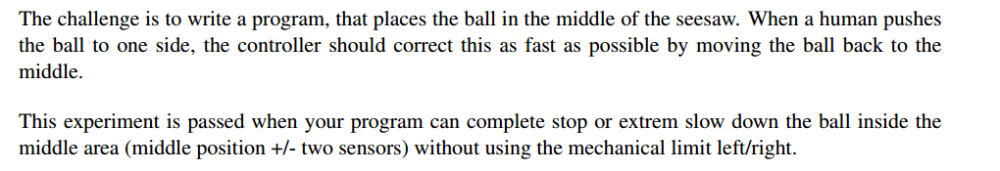 The challenge is to write a program, that places the ball in the middle of the seesaw. When a human pushes
the ball to one side, the controller should correct this as fast as possible by moving the ball back to the
middle.
This experiment is passed when your program can complete stop or extrem slow down the ball inside the
middle area (middle position +/- two sensors) without using the mechanical limit left/right.